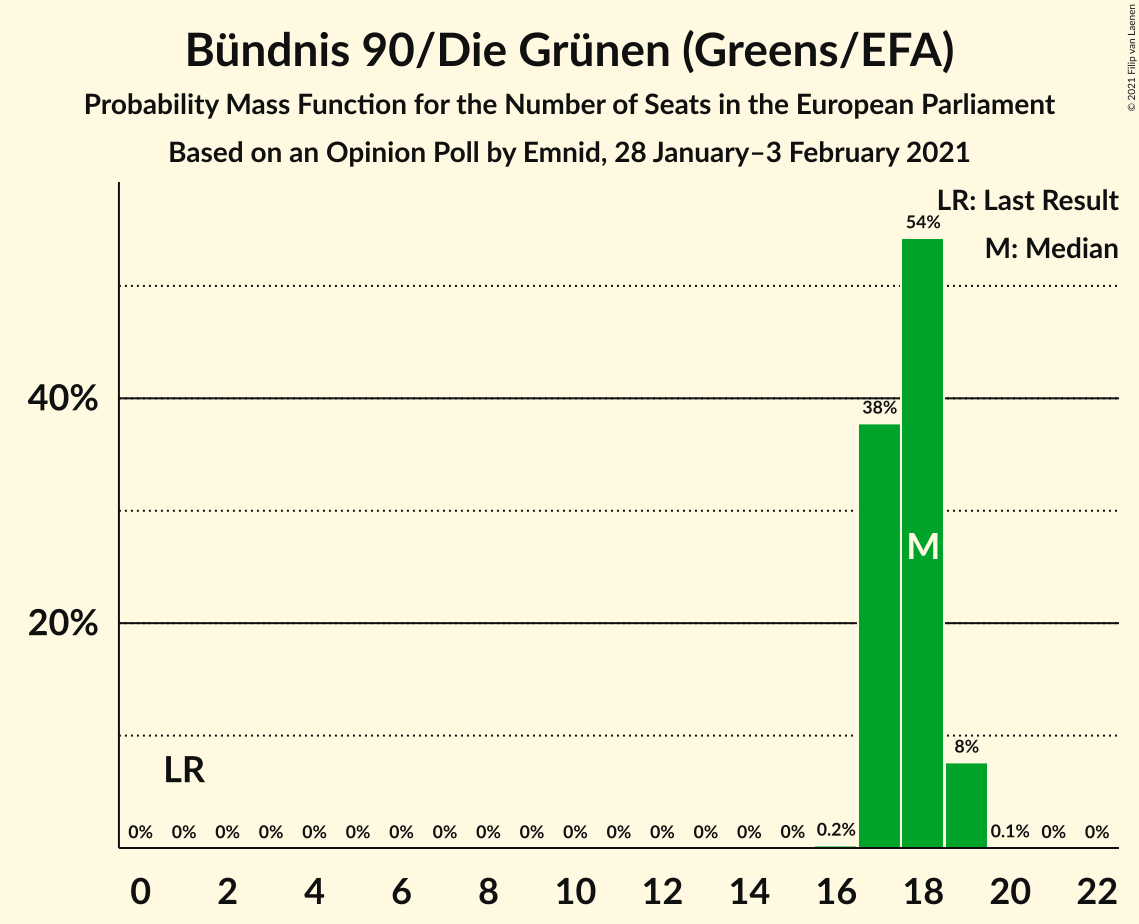 Bündnis 90/Die Grünen (Greens/EFA)
Probability Mass Function for the Number of Seats in the European Parliament
Based on an Opinion Poll by Emnid, 28 January–3 February 2021
© 2021 Filip van Laenen
LR: Last Result
M: Median
54%
40%
38%
M
20%
8%
LR
0% 0% 0% 0% 0% 0% 0% 0% 0% 0% 0% 0% 0% 0% 0% 0% 0.2% 0.1% 0% 0%
0 2 4 6 8 10 12 14 16 18 20 22